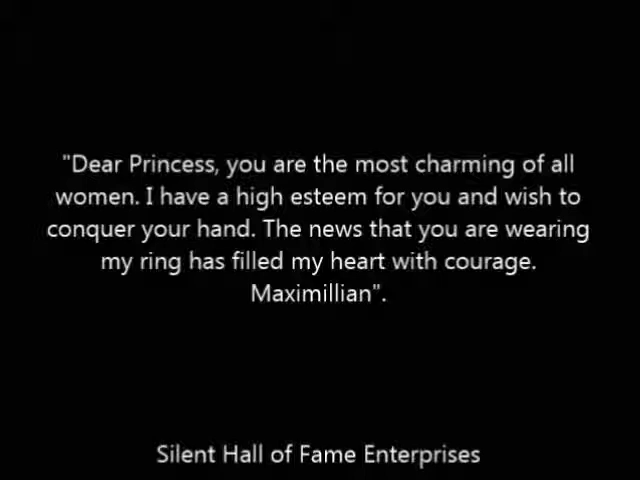 "Dear Princess, you are the most charming of all
women. I have a high esteem for you and wish to
conquer your hand. The news that you are wearing
my ring has filled my heart with courage.
Maximillian".
Silent Hall of Fame Enterprises